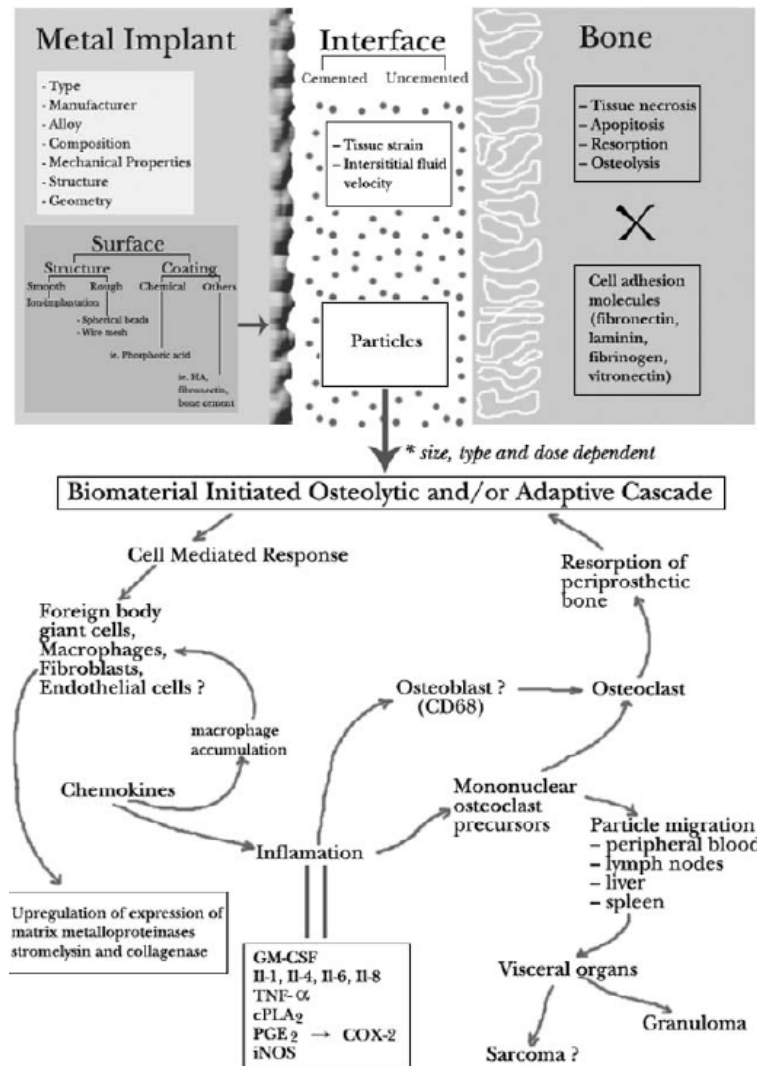 Metal Implant
- Type
- Manufacturer
- Alloy
- Composition
- Mechanical Properties
- Structure
- Geometry
Surface
Structure
Coating
Smooth
Rough
Chemical
Others
Ion-implantation
- Spherical beads
- Wire mesh
ie. Phosphoric acid
ie. HA,
fibronectin,
bone cement
Interface
Cemented
Uncemented
– Tissue strain
– Intersititial fluid
velocity
Particles
Bone
– Tissue necrosis
– Apopitosis
– Resorption
– Osteolysis
X
Cell adhesion
molecules
(fibronectin,
laminin,
fibrinogen,
vitronectin)
* size, type and dose dependent
Biomaterial Initiated Osteolytic and/or Adaptive Cascade
Cell Mediated Response
Foreign body
giant cells,
Macrophages,
Fibroblasts,
Endothelial cells ?
macrophage
accumulation
Chemokines
Inflamation
Upregulation of expression of
matrix metalloproteinases
stromelysin and collagenase
GM-CSF
Il-1, Il-4, Il-6, Il-8
TNF-α
cPLA2
PGE2 → COX-2
iNOS
Osteoblast ?
(CD68)
Osteoclast
Resorption of
periprosthetic
bone
Mononuclear
osteoclast
precursors
Particle migration
– peripheral blood
– lymph nodes
– liver
– spleen
Visceral organs
Granuloma
Sarcoma ?